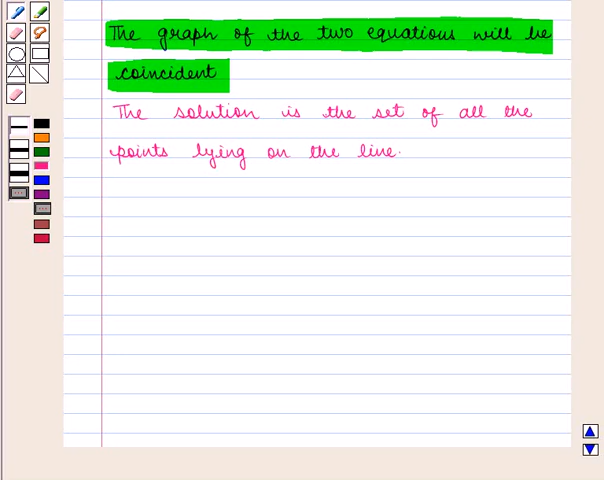 The graph of the two equations will be
coincident
The solution is the set of all the
points lying on the line.